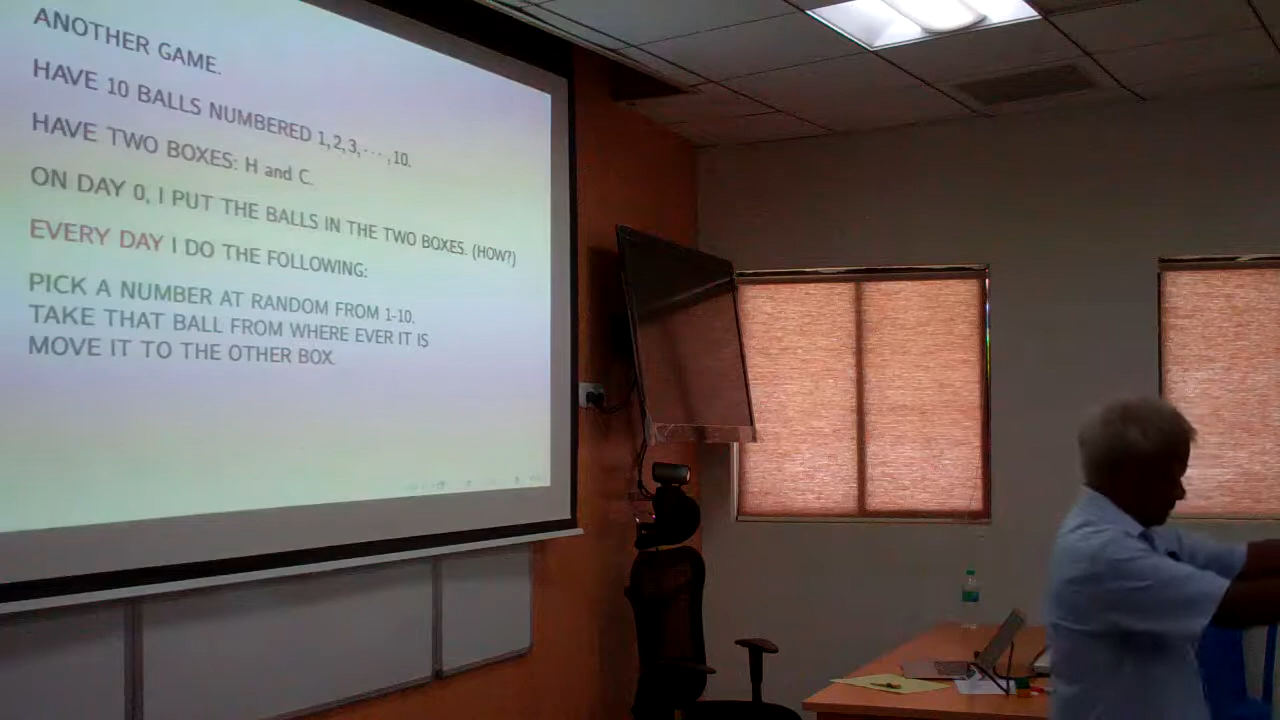 ANOTHER GAME.
HAVE 10 BALLS NUMBERED 1, 2, 3, · · · , 10.
HAVE TWO BOXES: H and C.
ON DAY 0, I PUT THE BALLS IN THE TWO BOXES. (HOW?)
EVERY DAY I DO THE FOLLOWING:
PICK A NUMBER AT RANDOM FROM 1-10.
TAKE THAT BALL FROM WHERE EVER IT IS
MOVE IT TO THE OTHER BOX.